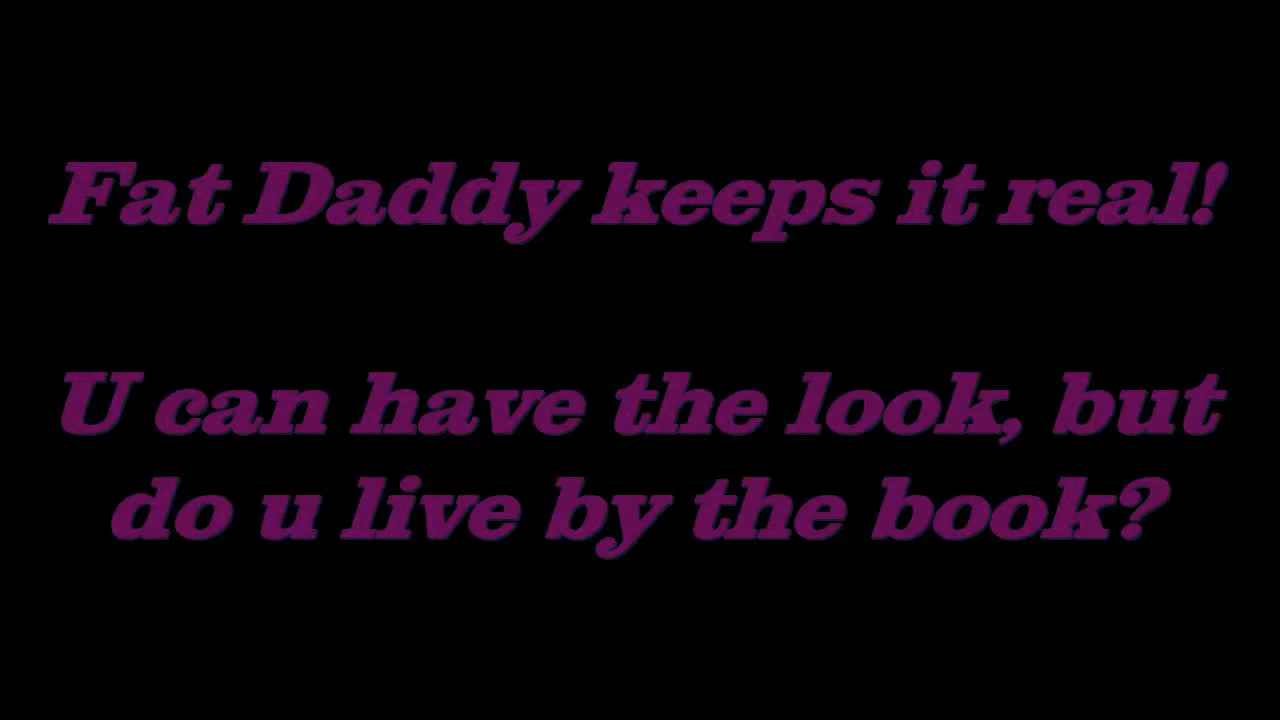 Fat Daddy keeps it real!
U can have the look, but
do u live by the book?